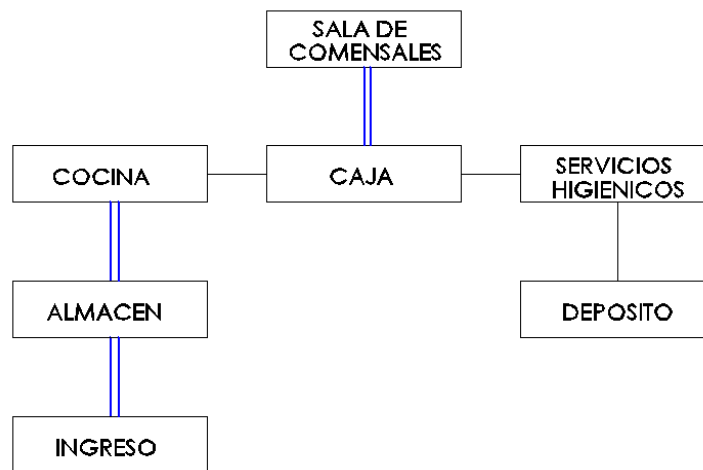 SALA DE
COMENSALES
COCINA
CAJA
SERVICIOS
HIGIENICOS
ALMACEN
DEPOSITO
INGRESO